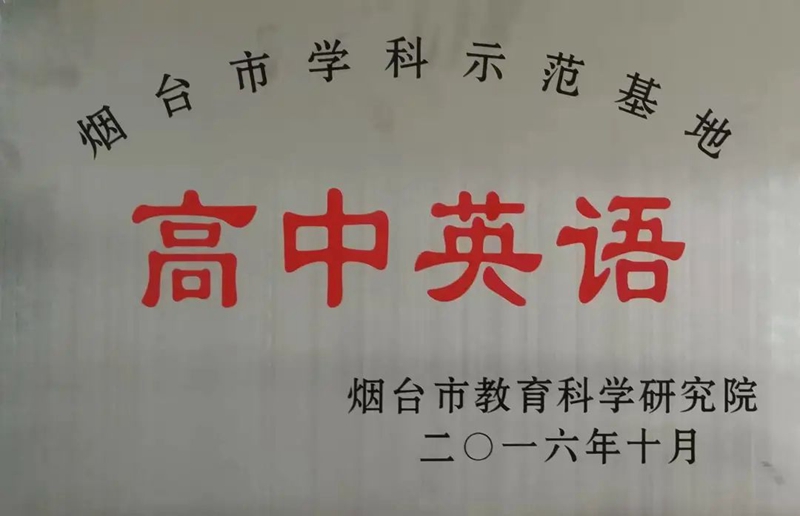 烟台市学科示范基地
高中英语
烟台市教育科学研究院
二〇一六年十月